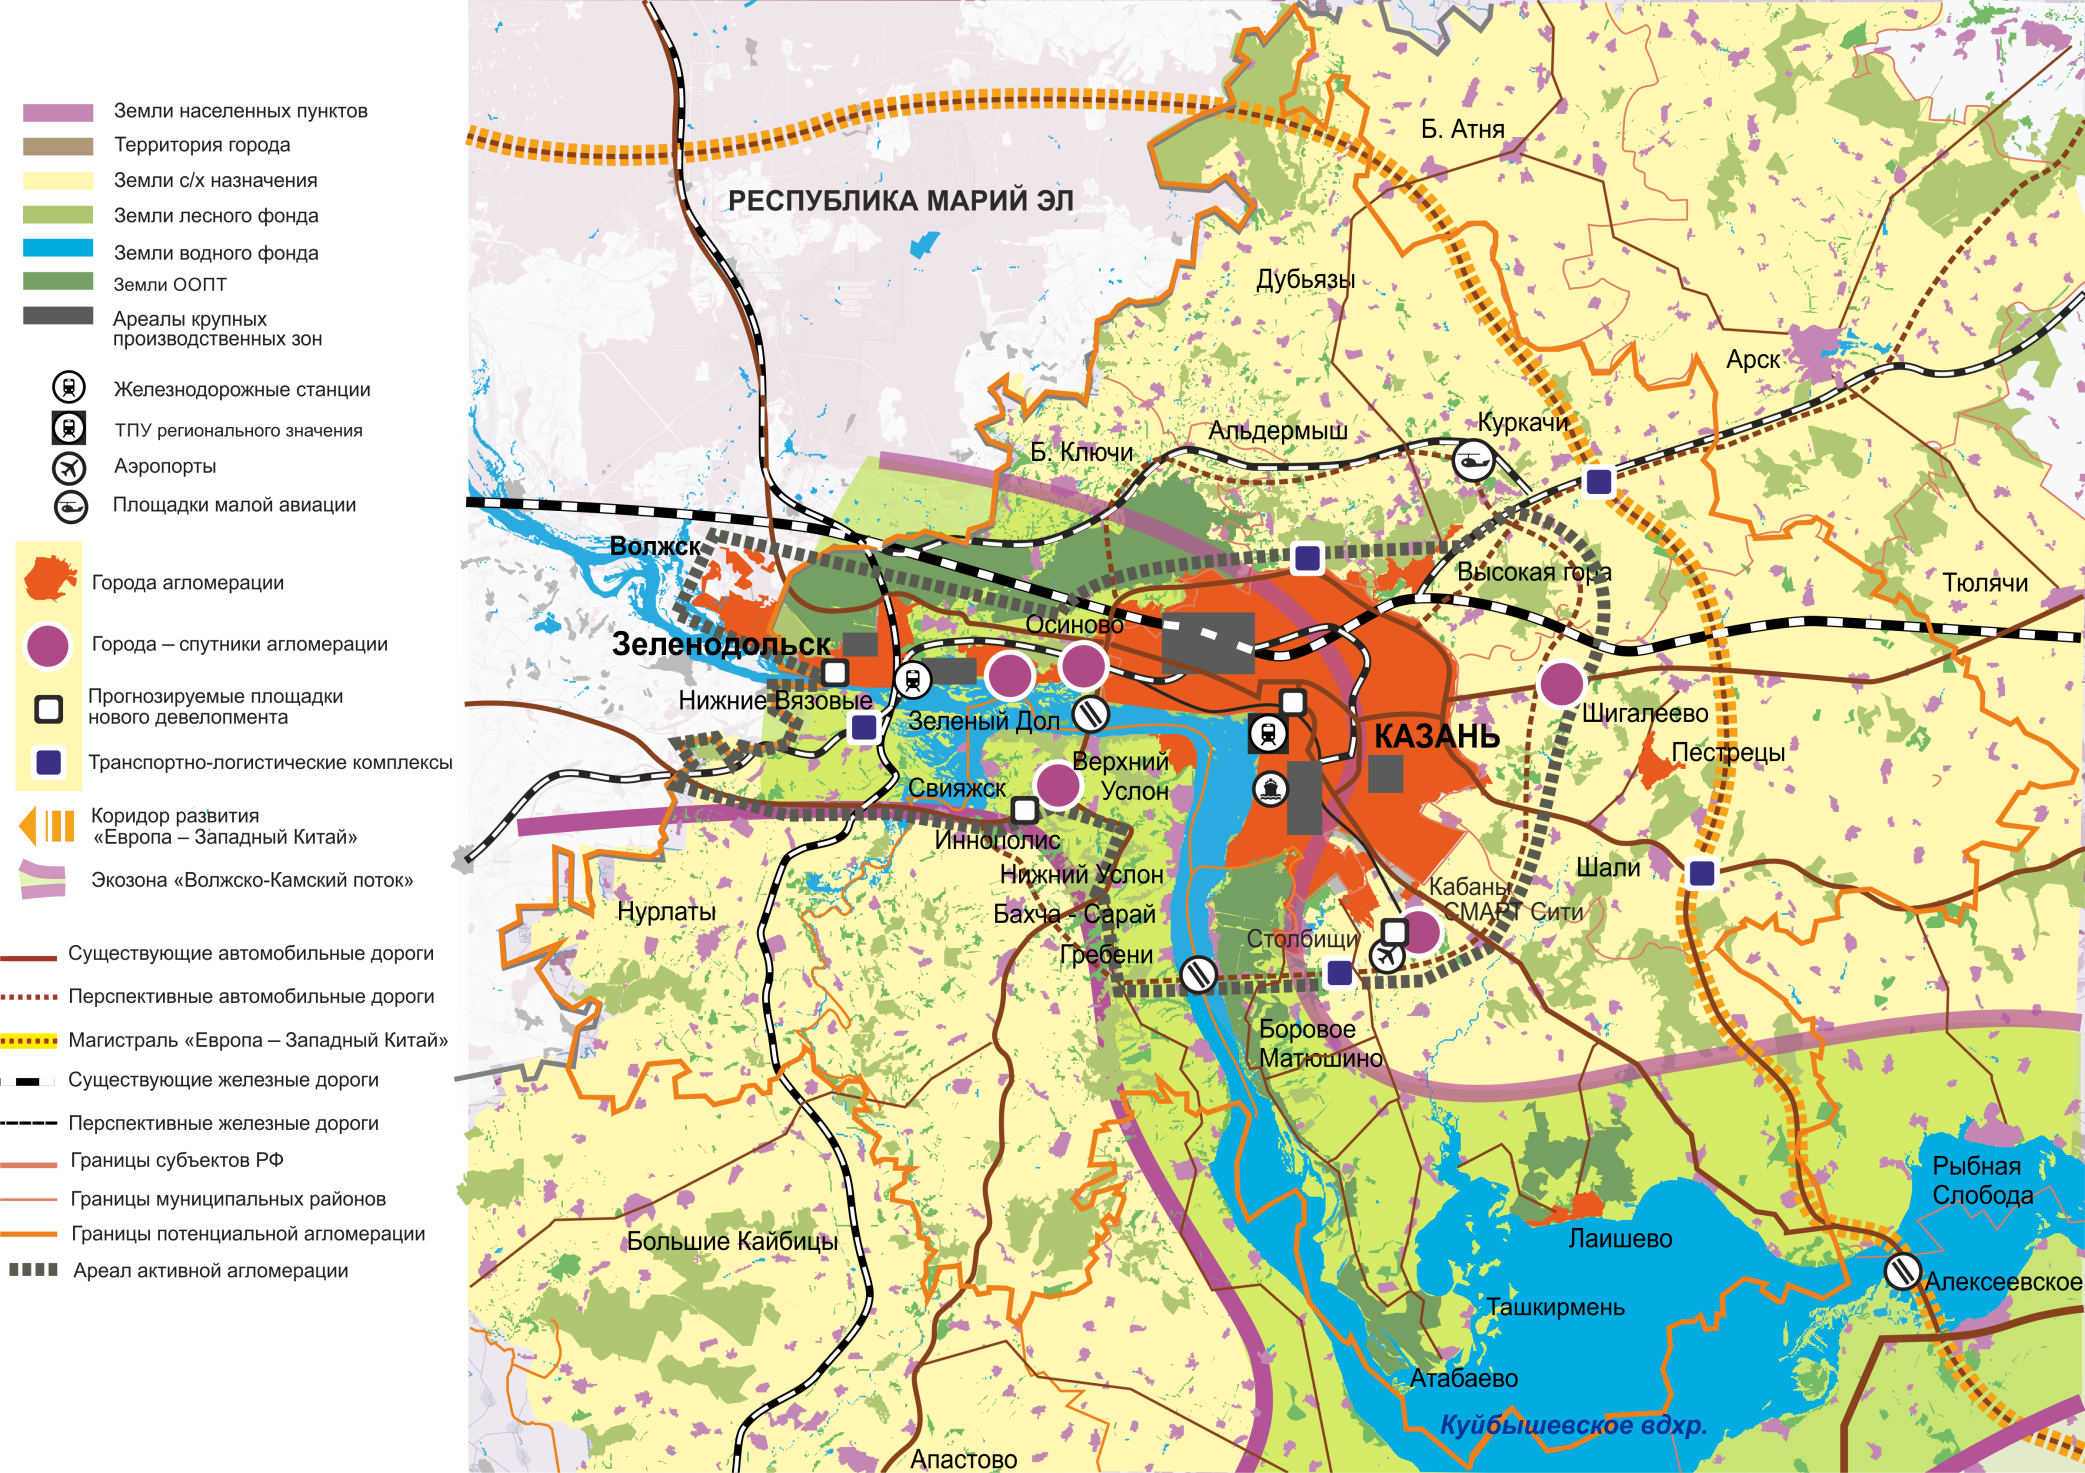 Земли населенных пунктов
Территория города
Земли с/х назначения
Земли лесного фонда
Земли водного фонда
Земли ООПТ
Ареалы крупных
производственных зон
Железнодорожные станции
ТПУ регионального значения
Аэропорты
Площадки малой авиации
Города агломерации
Города – спутники агломерации
Прогнозируемые площадки
нового девелопмента
Транспортно-логистические комплексы
Коридор развития
«Европа – Западный Китай»
Экозона «Волжско-Камский поток»
Существующие автомобильные дороги
Перспективные автомобильные дороги
Магистраль «Европа – Западный Китай»
Существующие железные дороги
Перспективные железные дороги
Границы субъектов РФ
Границы муниципальных районов
Границы потенциальной агломерации
Ареал активной агломерации
Б. Атня
РЕСПУБЛИКА МАРИЙ ЭЛ
Дубьязы
Арск
Куркачи
Альдермыш
Б. Ключи
Волжск
Высокая гора
Тюлячи
Осиново
Зеленодольск
Нижние Вязовые
Зеленый Дол
Шигалеево
КАЗАНЬ
Пестрецы
Верхний
Услон
Свияжск
Иннополис
Шали
Нижний Услон
Кабаны
СМАРТ Сити
Нурлаты
Бахча - Сарай
Столбищи
Гребени
Боровое
Матюшино
Рыбная
Слобода
Большие Кайбицы
Лаишево
Алексеевское
Ташкирмень
Атабаево
Куйбышевское вдхр.
Апастово